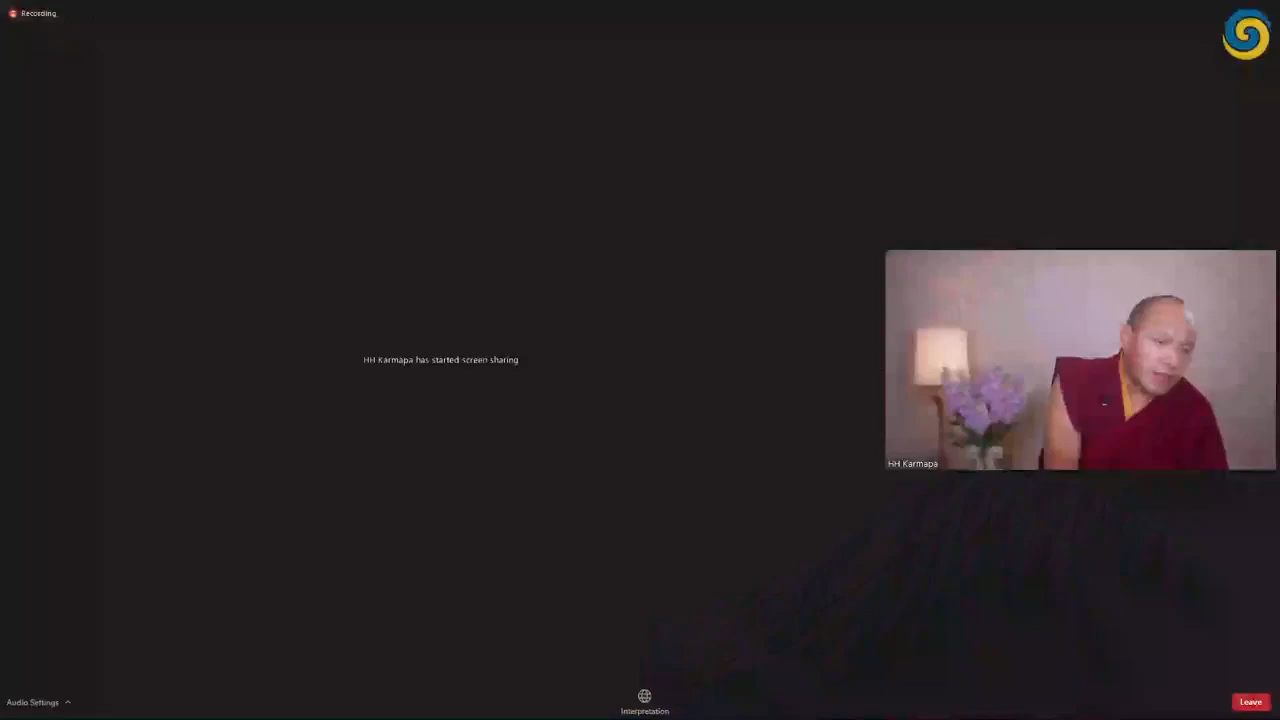 Recording
HH Karmapa has started screen sharing
HH Karmapa
Audio Settings
Interpretation
Leave